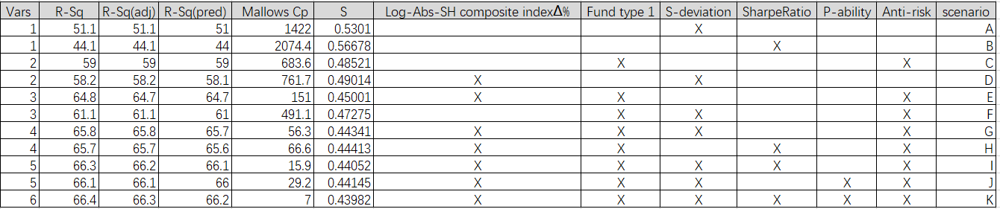 Vars R-Sq R-Sq(adj) R-Sq(pred) Mallows Cp S Log-Abs-SH composite indexΔ% Fund type 1 S-deviation SharpeRatio P-ability Anti-risk scenario
1 51.1 51.1 51 1422 0.5301 X A
1 44.1 44.1 44 2074.4 0.56678 X B
2 59 59 59 683.6 0.48521 X X C
2 58.2 58.2 58.1 761.7 0.49014 X X D
3 64.8 64.7 64.7 151 0.45001 X X X E
3 61.1 61.1 61 491.1 0.47275 X X X F
4 65.8 65.8 65.7 56.3 0.44341 X X X X G
4 65.7 65.7 65.6 66.6 0.44413 X X X X H
5 66.3 66.2 66.1 15.9 0.44052 X X X X X I
5 66.1 66.1 66 29.2 0.44145 X X X X X J
6 66.4 66.3 66.2 7 0.43982 X X X X X X K